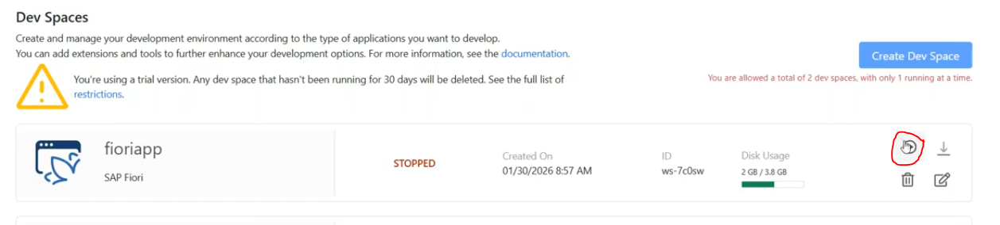 Dev Spaces
Create and manage your development environment according to the type of applications you want to develop.
You can add extensions and tools to further enhance your development options. For more information, see the documentation.
Create Dev Space
You're using a trial version. Any dev space that hasn't been running for 30 days will be deleted. See the full list of
restrictions.
You are allowed a total of 2 dev spaces, with only 1 running at a time.
fioriapp
SAP Fiori
STOPPED
Created On
01/30/2026 8:57 AM
ID
ws-7c0sw
Disk Usage
2 GB / 3.8 GB